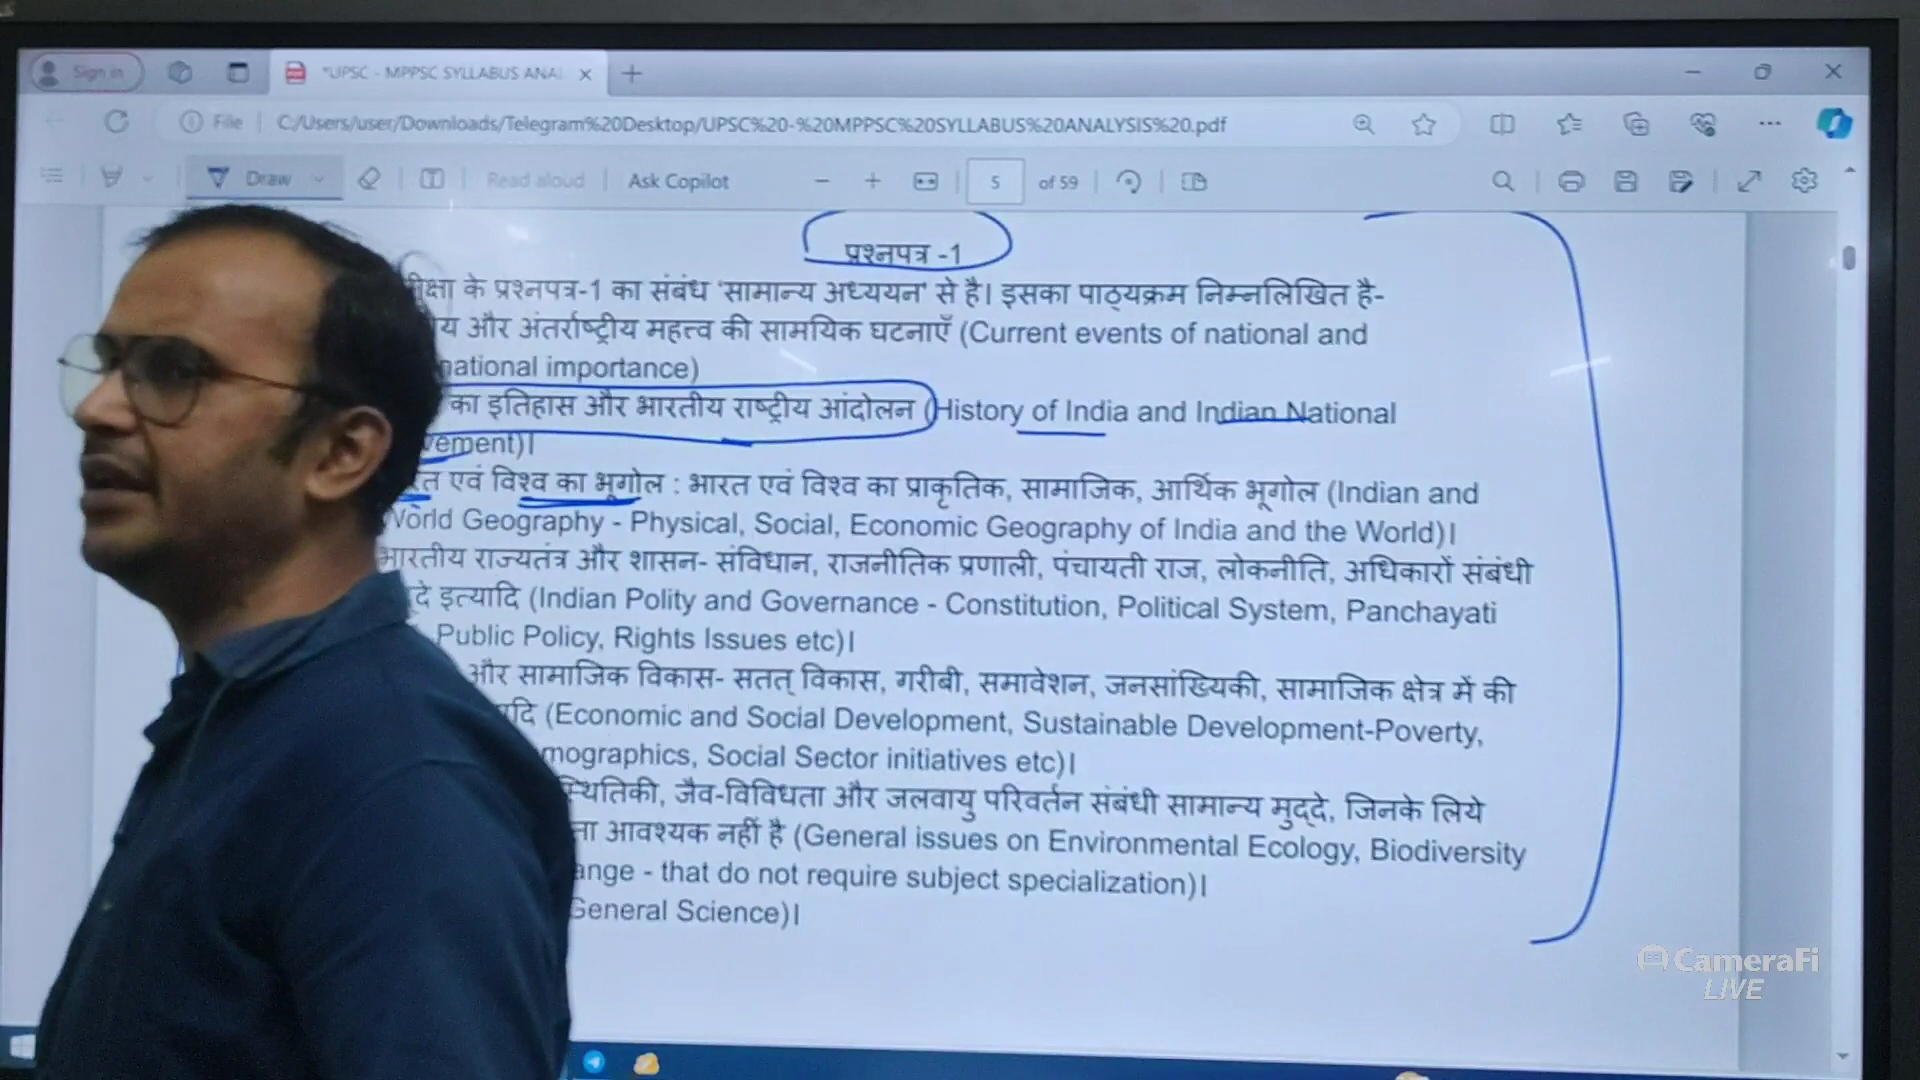 Sign in
*UPSC - MPPSC SYLLABUS ANA
File C:/Users/user/Downloads/Telegram%20Desktop/UPSC%20-%20MPPSC%20SYLLABUS%20ANALYSIS%20.pdf
Draw Read aloud Ask Copilot 5 of 59
प्रश्नपत्र -1
के प्रश्नपत्र-1 का संबंध 'सामान्य अध्ययन' से है। इसका पाठ्यक्रम निम्नलिखित है-
और अंतर्राष्ट्रीय महत्त्व की सामयिक घटनाएँ (Current events of national and
national importance)
का इतिहास और भारतीय राष्ट्रीय आंदोलन (History of India and Indian National
vement)|
एवं विश्व का भूगोल : भारत एवं विश्व का प्राकृतिक, सामाजिक, आर्थिक भूगोल (Indian and
World Geography - Physical, Social, Economic Geography of India and the World)|
भारतीय राज्यतंत्र और शासन- संविधान, राजनीतिक प्रणाली, पंचायती राज, लोकनीति, अधिकारों संबंधी
इत्यादि (Indian Polity and Governance - Constitution, Political System, Panchayati
Public Policy, Rights Issues etc)|
और सामाजिक विकास- सतत् विकास, गरीबी, समावेशन, जनसांख्यिकी, सामाजिक क्षेत्र में की
(Economic and Social Development, Sustainable Development-Poverty,
mographics, Social Sector initiatives etc)|
स्थितिकी, जैव-विविधता और जलवायु परिवर्तन संबंधी सामान्य मुद्दे, जिनके लिये
ना आवश्यक नहीं है (General issues on Environmental Ecology, Biodiversity
ange - that do not require subject specialization)|
General Science)|
CameraFi
LIVE